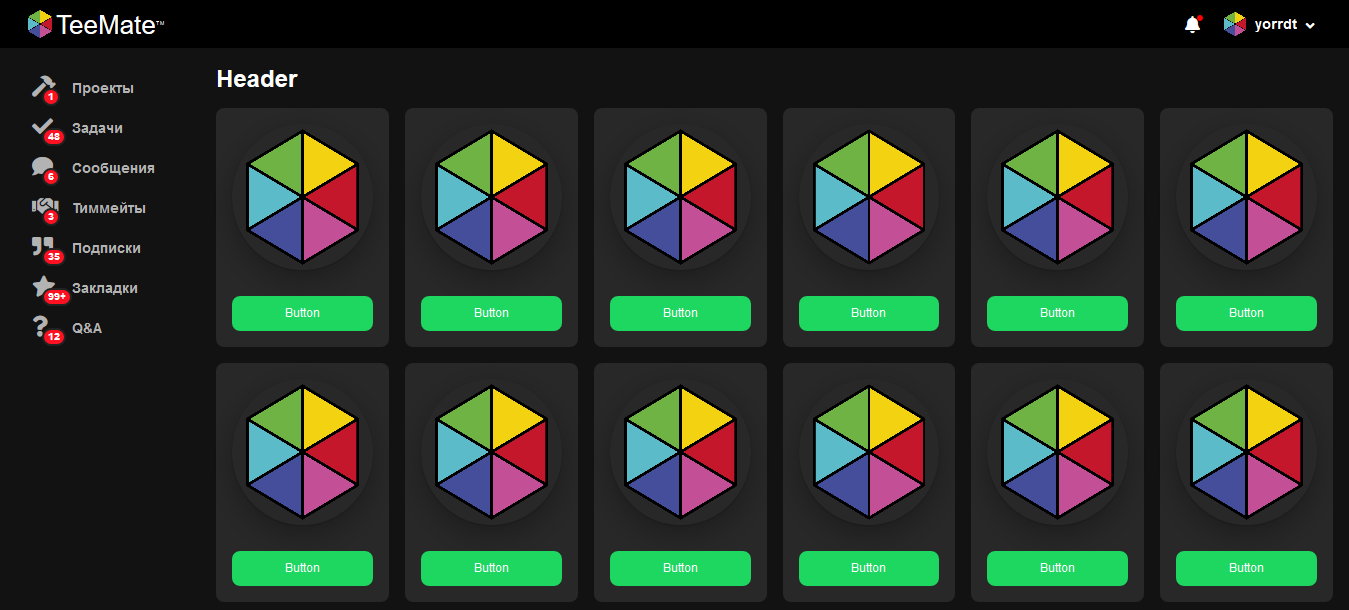 TeeMate™
yorrdt
Header
1 Проекты
48 Задачи
6 Сообщения
3 Тиммейты
35 Подписки
99+ Закладки
12 Q&A
Button Button Button Button Button Button
Button Button Button Button Button Button